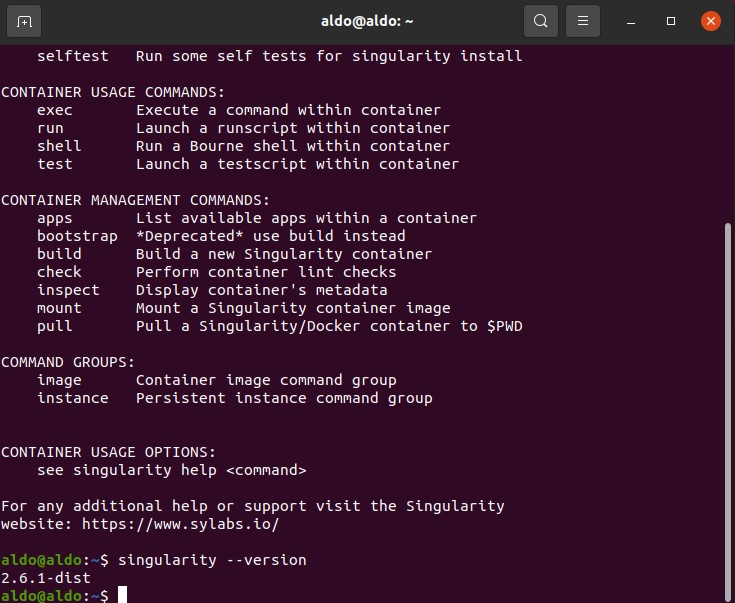 aldo@aldo: ~
selftest Run some self tests for singularity install
CONTAINER USAGE COMMANDS:
exec Execute a command within container
run Launch a runscript within container
shell Run a Bourne shell within container
test Launch a testscript within container
CONTAINER MANAGEMENT COMMANDS:
apps List available apps within a container
bootstrap *Deprecated* use build instead
build Build a new Singularity container
check Perform container lint checks
inspect Display container's metadata
mount Mount a Singularity container image
pull Pull a Singularity/Docker container to $PWD
COMMAND GROUPS:
image Container image command group
instance Persistent instance command group
CONTAINER USAGE OPTIONS:
see singularity help <command>
For any additional help or support visit the Singularity
website: https://www.sylabs.io/
aldo@aldo:~$ singularity --version
2.6.1-dist
aldo@aldo:~$